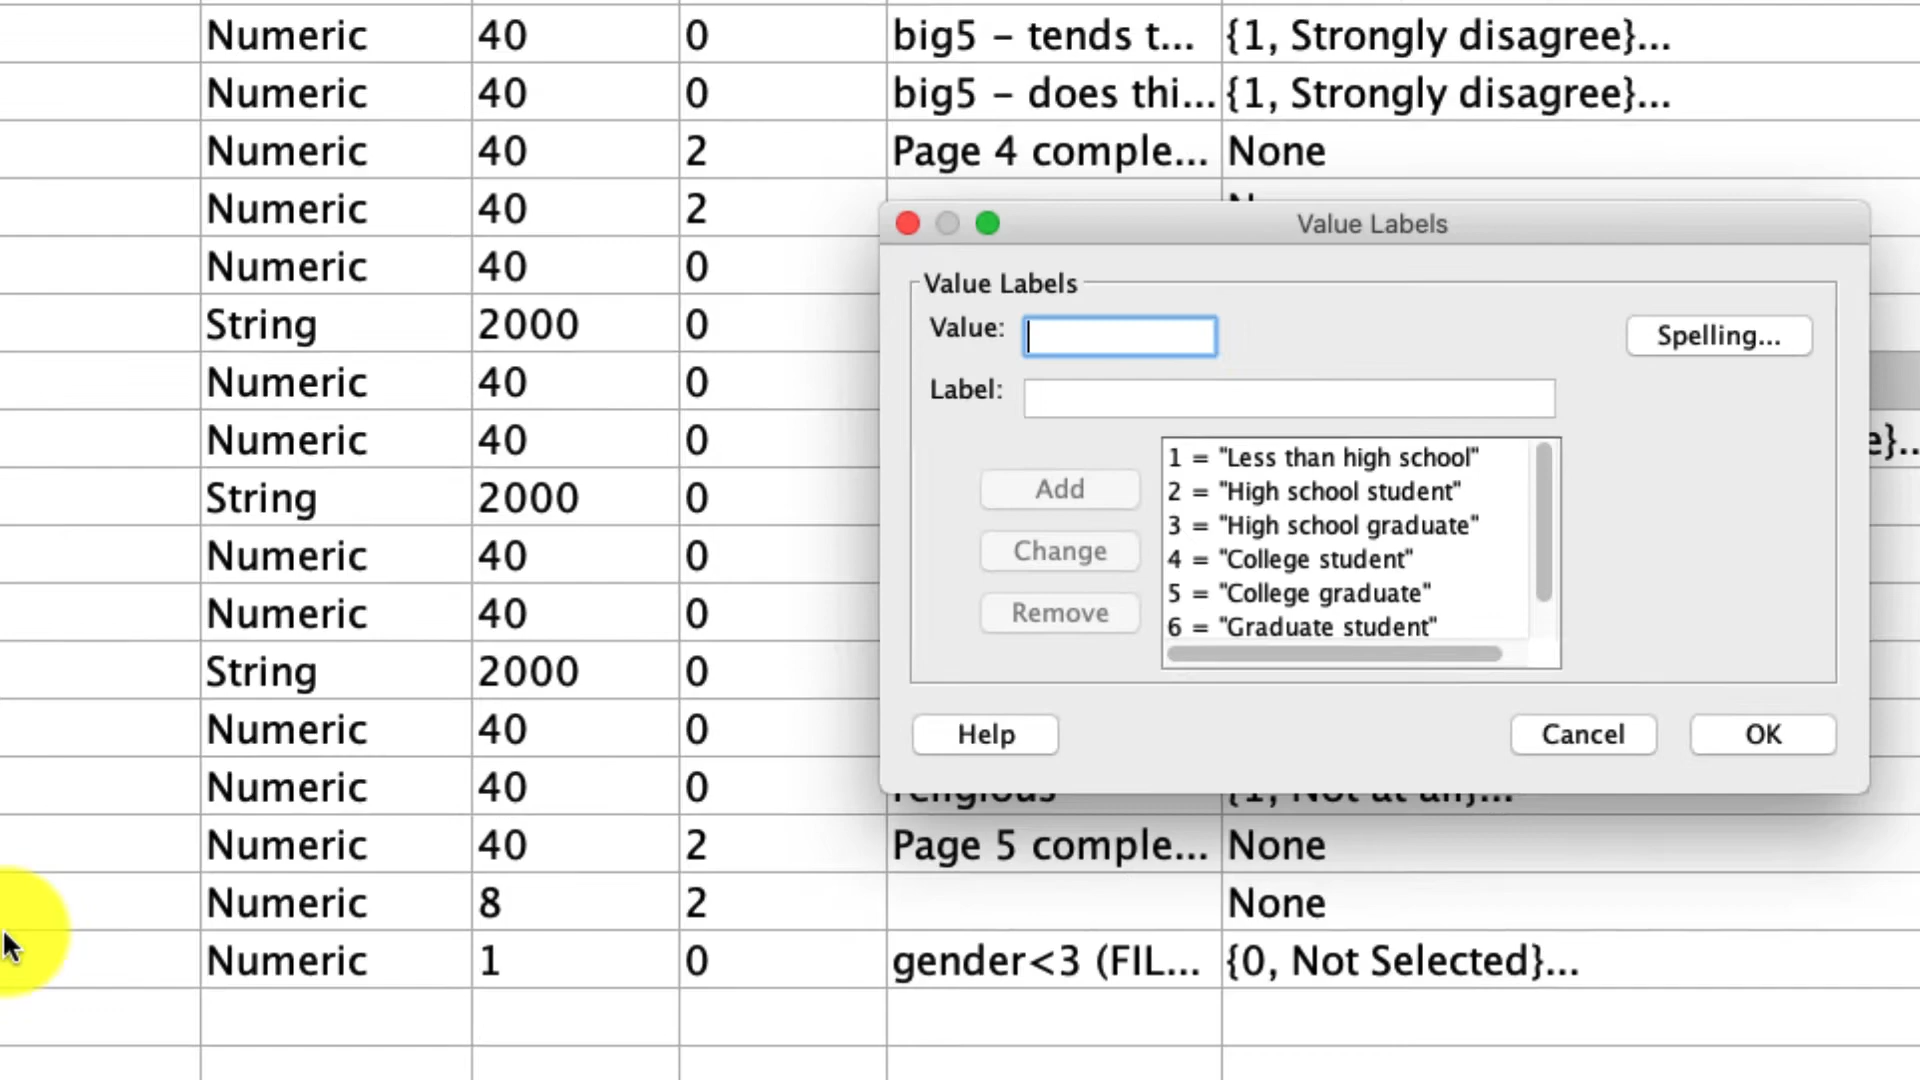 Numeric 40 0 big5 – tends t... {1, Strongly disagree}...
Numeric 40 0 big5 – does thi... {1, Strongly disagree}...
Numeric 40 2 Page 4 comple... None
Numeric 40 2
Value Labels
Numeric 40 0
Value Labels
String 2000 0
Value:
Spelling...
Numeric 40 0
Label:
Numeric 40 0
1 = "Less than high school"
Add
2 = "High school student"
String 2000 0
3 = "High school graduate"
Change
4 = "College student"
Numeric 40 0
5 = "College graduate"
Remove
6 = "Graduate student"
Numeric 40 0
String 2000 0
Numeric 40 0
Help
Cancel
OK
Numeric 40 0 religious {1, Not at all}...
Numeric 40 2 Page 5 comple... None
Numeric 8 2 None
Numeric 1 0 gender<3 (FIL... {0, Not Selected}...